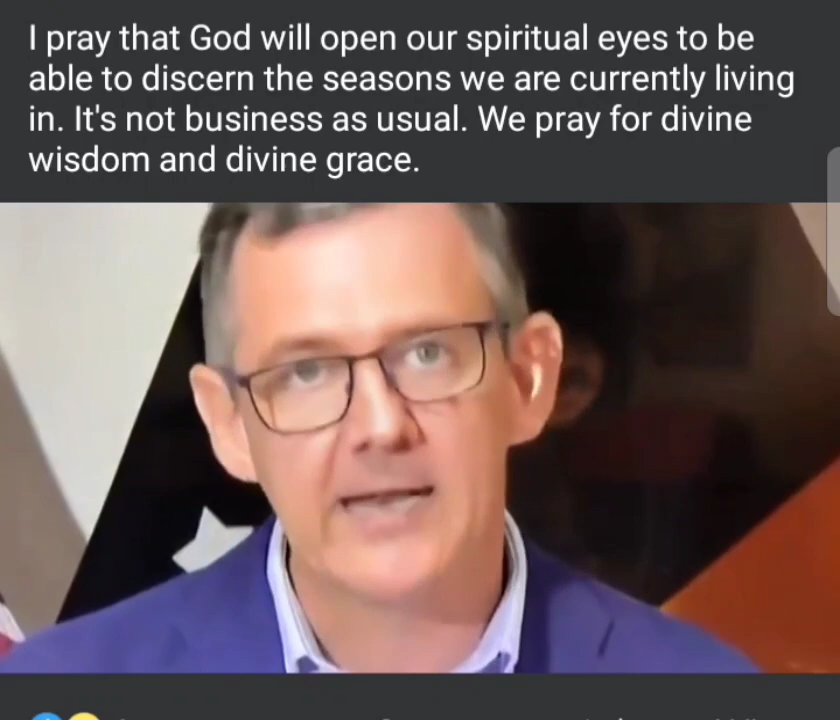 I pray that God will open our spiritual eyes to be
able to discern the seasons we are currently living
in. It's not business as usual. We pray for divine
wisdom and divine grace.